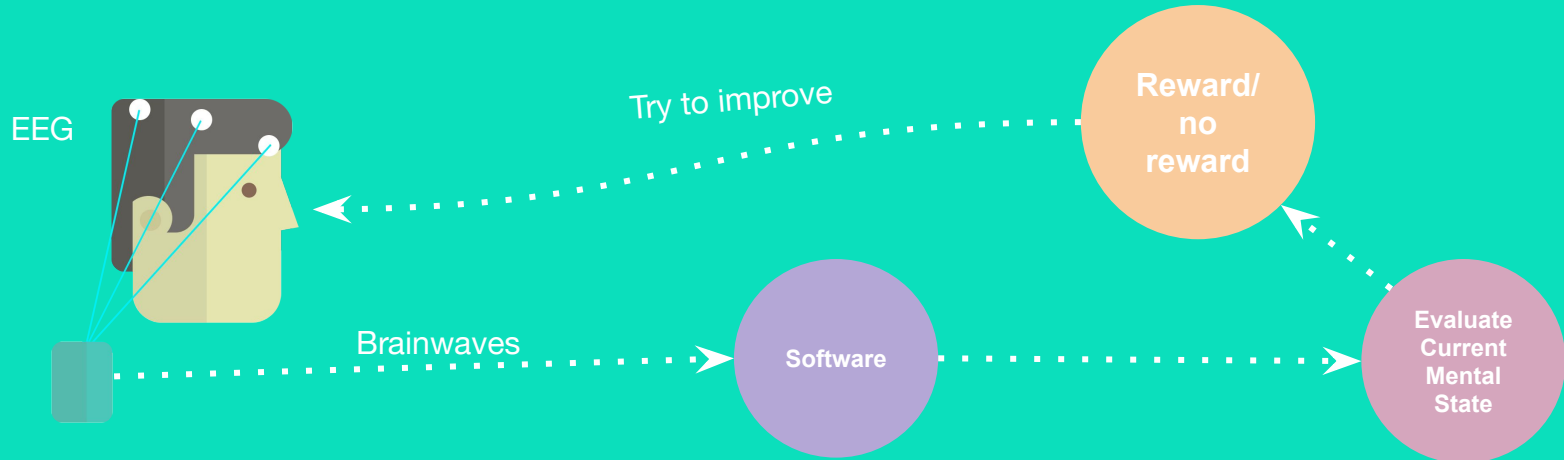 EEG
Try to improve
Reward/
no
reward
Brainwaves
Software
Evaluate
Current
Mental
State